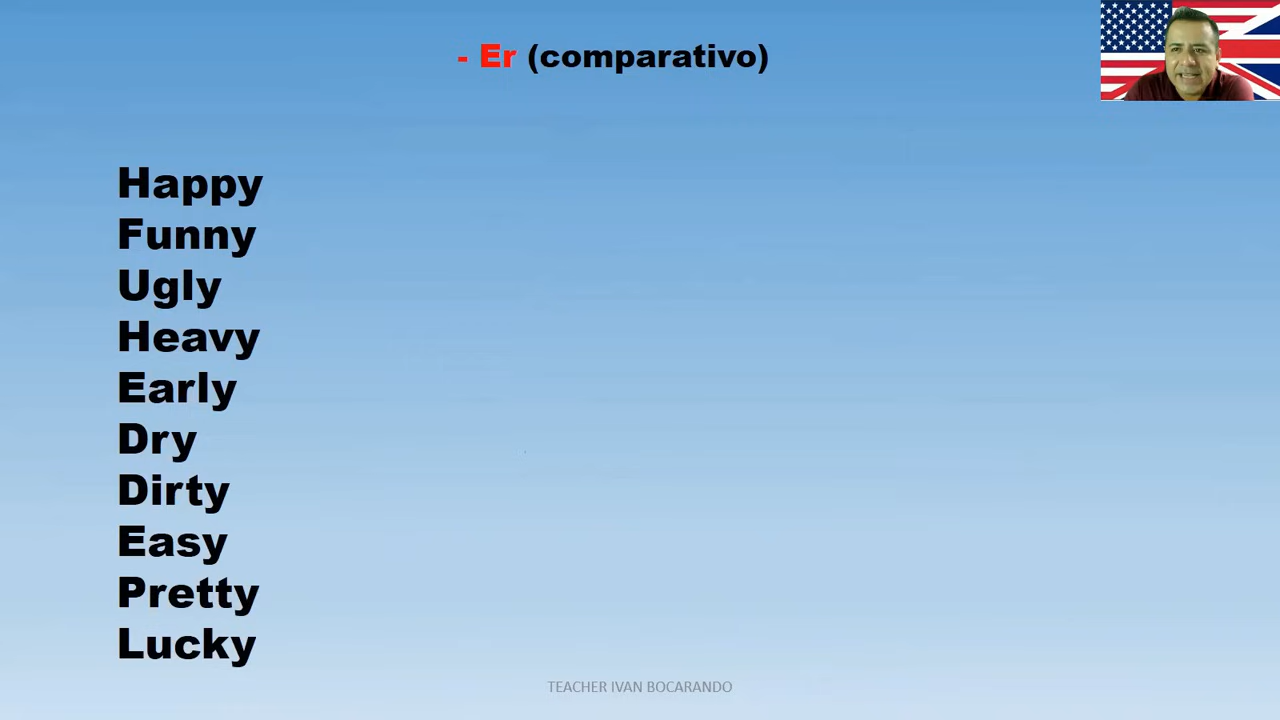 - Er (comparativo)
Happy
Funny
Ugly
Heavy
Early
Dry
Dirty
Easy
Pretty
Lucky
TEACHER IVAN BOCARANDO